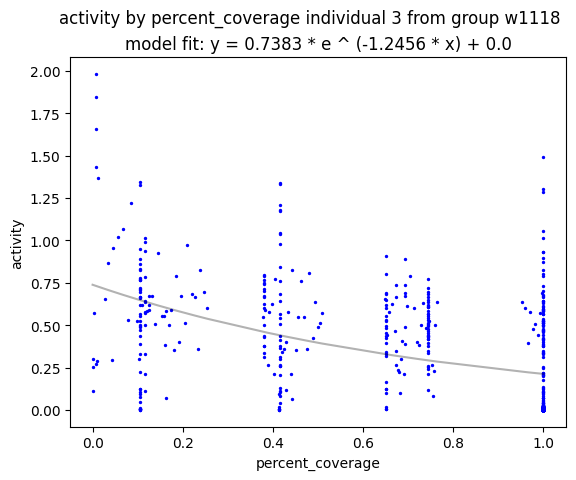 activity by percent_coverage individual 3 from group w1118
model fit: y = 0.7383 * e ^ (-1.2456 * x) + 0.0
2.00
1.75
1.50
1.25
1.00
0.75
0.50
0.25
0.00
activity
0.0 0.2 0.4 0.6 0.8 1.0
percent_coverage